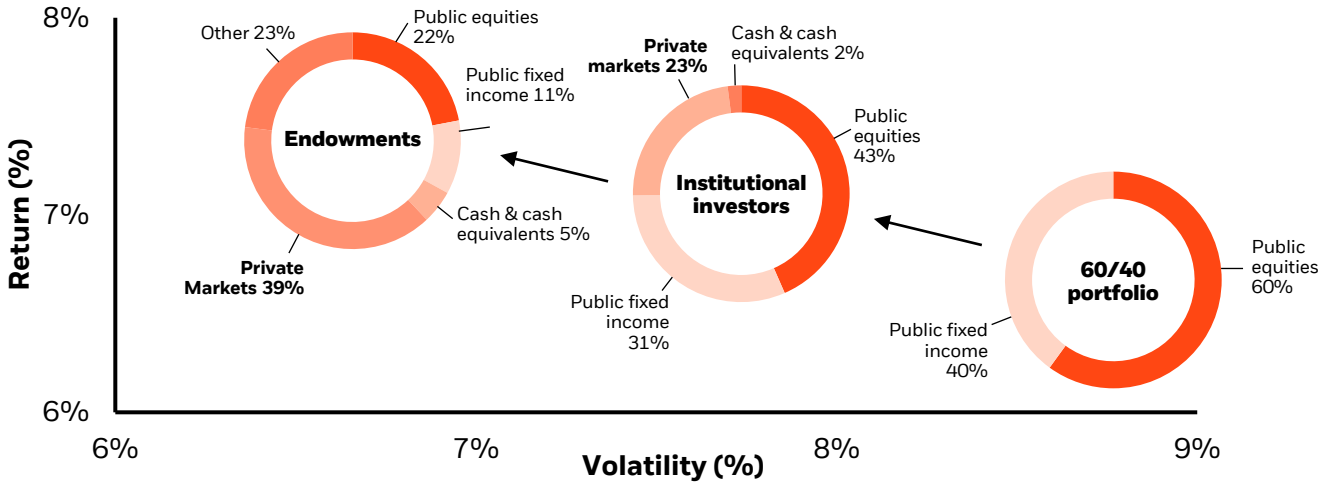 8%
7%
6%
Return (%)
Other 23%
Public equities
22%
Public fixed
income 11%
Endowments
Cash & cash
equivalents 5%
Private
Markets 39%
Private
markets 23%
Cash & cash
equivalents 2%
Public
equities
43%
Institutional
investors
Public fixed
income
31%
60/40
portfolio
Public
equities
60%
Public fixed
income
40%
6%
7%
8%
9%
Volatility (%)